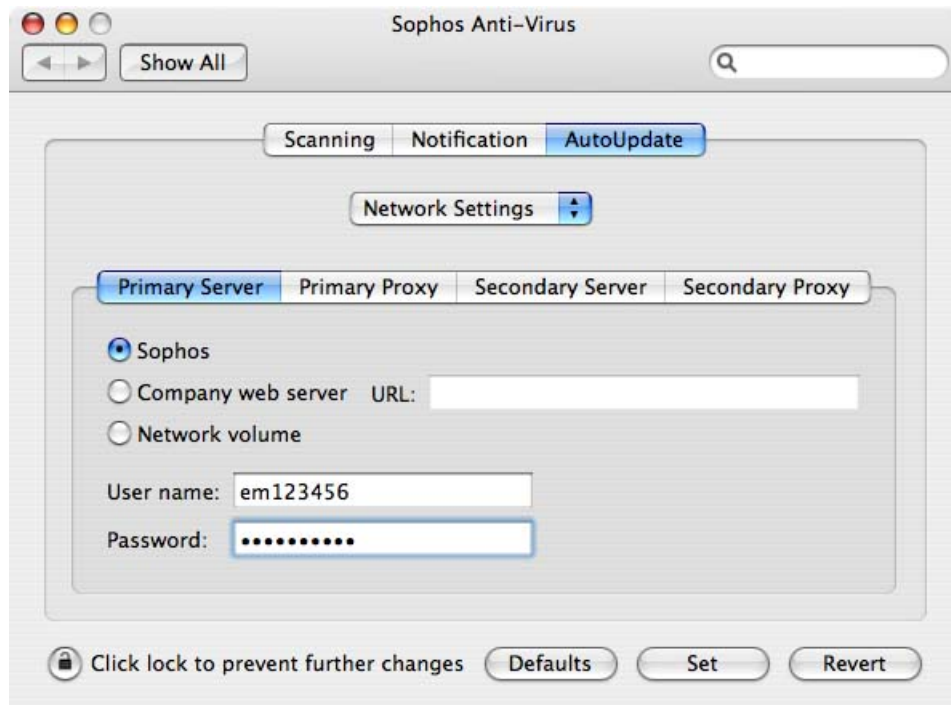 Sophos Anti-Virus
Show All
Scanning Notification AutoUpdate
Network Settings
Primary Server Primary Proxy Secondary Server Secondary Proxy
Sophos
Company web server URL:
Network volume
User name: em123456
Password: ••••••••••
Click lock to prevent further changes Defaults Set Revert